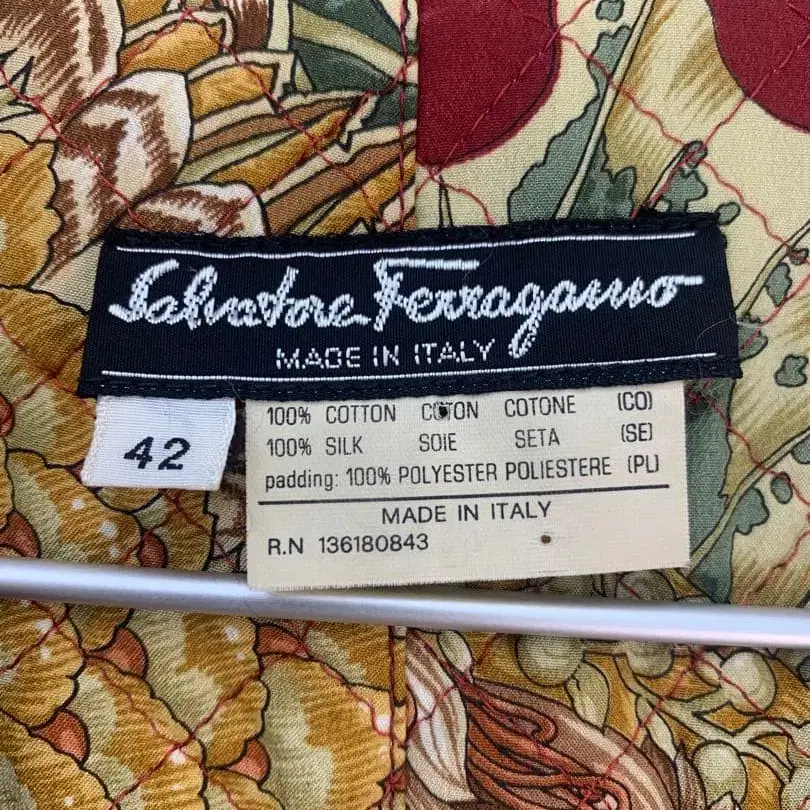 Salvatore Ferragamo
MADE IN ITALY
42
100% COTTON COTON COTONE (CO)
100% SILK SOIE SETA (SE)
padding: 100% POLYESTER POLIESTERE (PL)
MADE IN ITALY
R.N 136180843